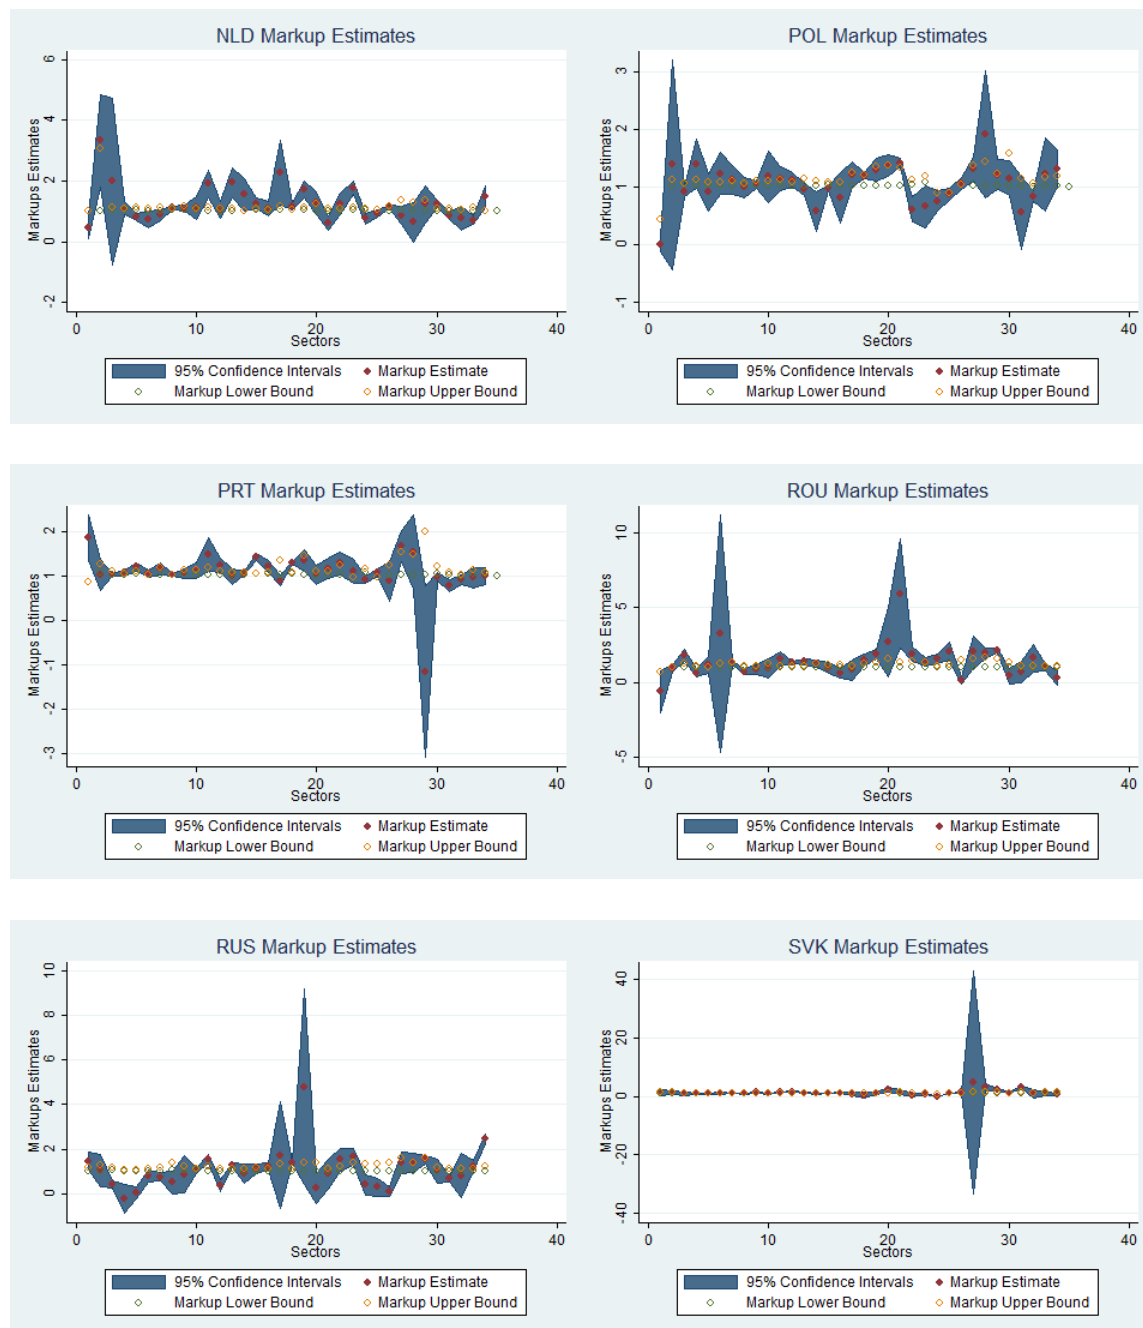 NLD Markup Estimates
Markups Estimates
6
4
2
0
-2
0 10 20 30 40
Sectors
95% Confidence Intervals Markup Estimate
Markup Lower Bound Markup Upper Bound
POL Markup Estimates
Markups Estimates
3
2
1
0
-1
0 10 20 30 40
Sectors
95% Confidence Intervals Markup Estimate
Markup Lower Bound Markup Upper Bound
PRT Markup Estimates
Markups Estimates
2
1
0
-1
-2
-3
0 10 20 30 40
Sectors
95% Confidence Intervals Markup Estimate
Markup Lower Bound Markup Upper Bound
ROU Markup Estimates
Markups Estimates
10
5
0
-5
0 10 20 30 40
Sectors
95% Confidence Intervals Markup Estimate
Markup Lower Bound Markup Upper Bound
RUS Markup Estimates
Markups Estimates
10
8
6
4
2
0
0 10 20 30 40
Sectors
95% Confidence Intervals Markup Estimate
Markup Lower Bound Markup Upper Bound
SVK Markup Estimates
Markups Estimates
40
20
0
-20
-40
0 10 20 30 40
Sectors
95% Confidence Intervals Markup Estimate
Markup Lower Bound Markup Upper Bound